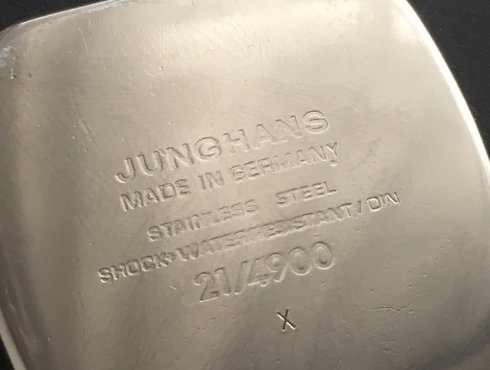 JUNGHANS
MADE IN GERMANY
STAINLESS STEEL
SHOCK+WATERRESISTANT/DIN
21/4900
X